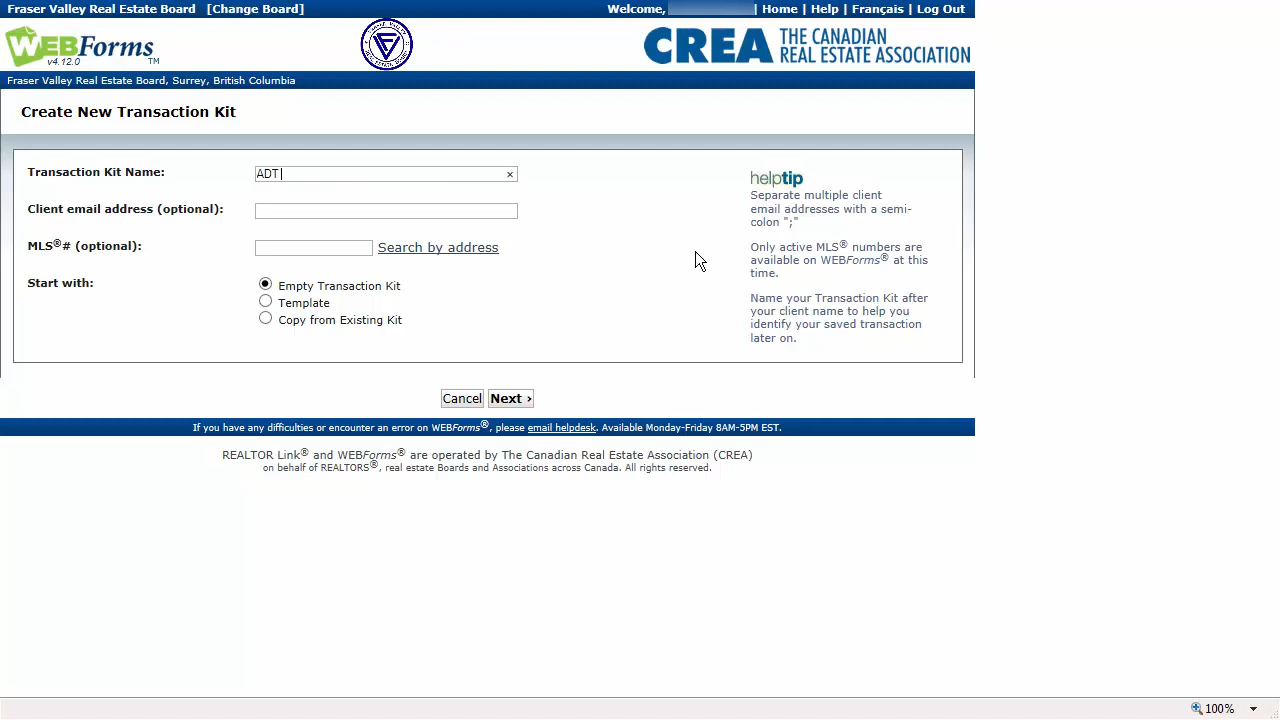 Fraser Valley Real Estate Board [Change Board] Welcome, | Home | Help | Français | Log Out
WEBForms™ v4.12.0
CREA THE CANADIAN REAL ESTATE ASSOCIATION
Fraser Valley Real Estate Board, Surrey, British Columbia
Create New Transaction Kit
Transaction Kit Name: ADT ×
Client email address (optional):
MLS®# (optional): Search by address
Start with:
Empty Transaction Kit
Template
Copy from Existing Kit
helptip
Separate multiple client
email addresses with a semi-
colon ";"
Only active MLS® numbers are
available on WEBForms® at this
time.
Name your Transaction Kit after
your client name to help you
identify your saved transaction
later on.
Cancel Next ›
If you have any difficulties or encounter an error on WEBForms®, please email helpdesk. Available Monday-Friday 8AM-5PM EST.
REALTOR Link® and WEBForms® are operated by The Canadian Real Estate Association (CREA)
on behalf of REALTORS®, real estate Boards and Associations across Canada. All rights reserved.
100%